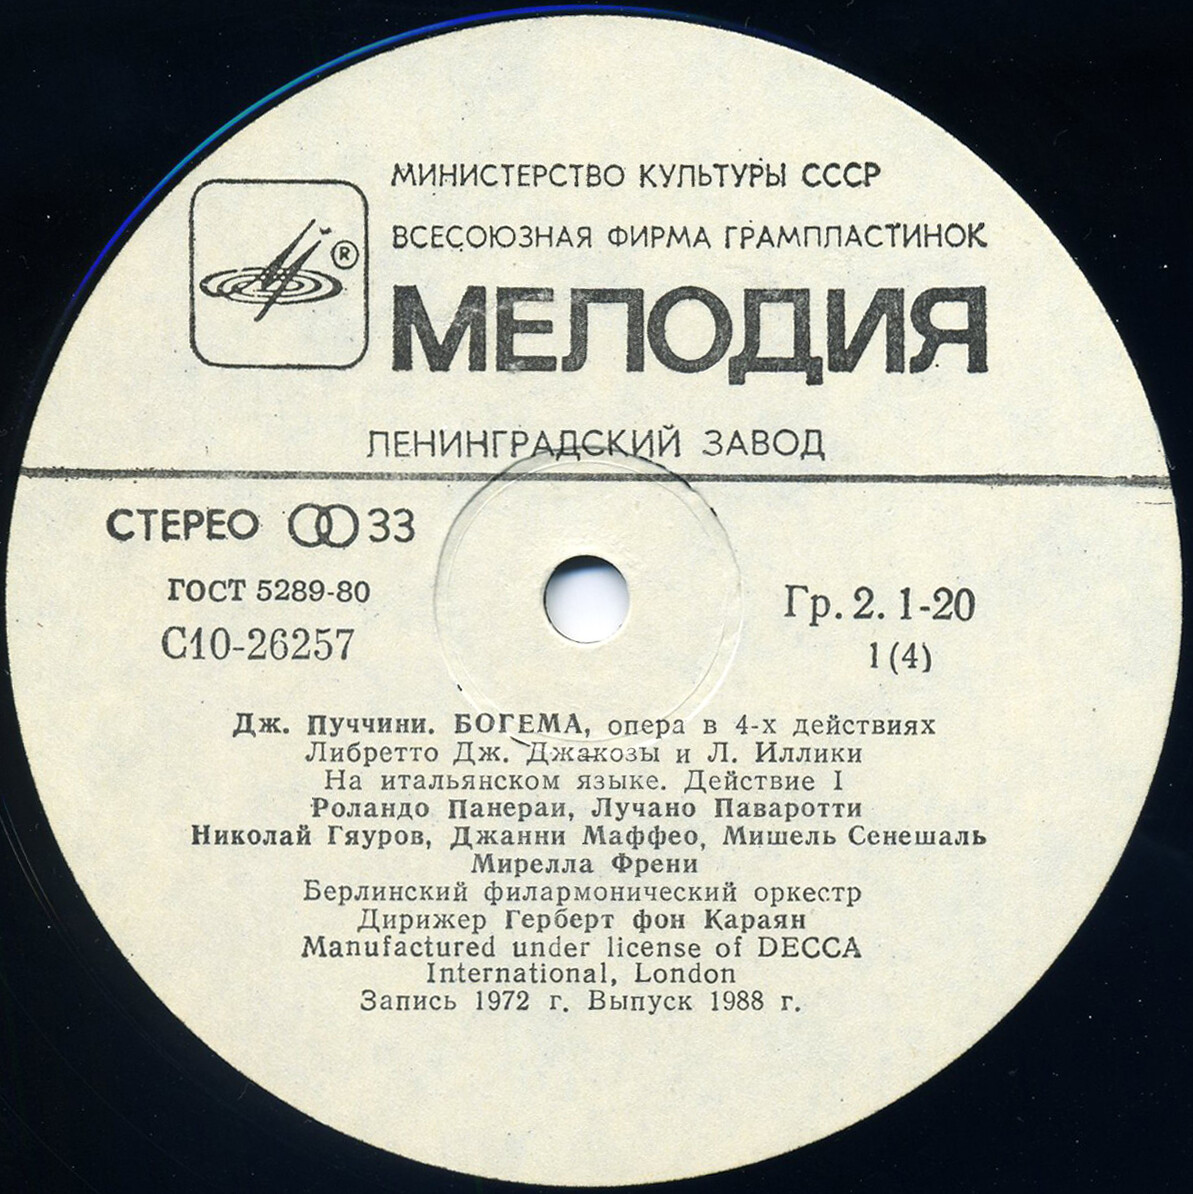 МИНИСТЕРСТВО КУЛЬТУРЫ СССР
ВСЕСОЮЗНАЯ ФИРМА ГРАМПЛАСТИНОК
®
МЕЛОДИЯ
ЛЕНИНГРАДСКИЙ ЗАВОД
СТЕРЕО 33
ГОСТ 5289-80
С10-26257
Гр. 2. 1-20
1 (4)
Дж. Пуччини. БОГЕМА, опера в 4-х действиях
Либретто Дж. Джакозы и Л. Иллики
На итальянском языке. Действие I
Роландо Панераи, Лучано Паваротти
Николай Гяуров, Джанни Маффео, Мишель Сенешаль
Мирелла Френи
Берлинский филармонический оркестр
Дирижер Герберт фон Караян
Manufactured under license of DECCA
International, London
Запись 1972 г. Выпуск 1988 г.